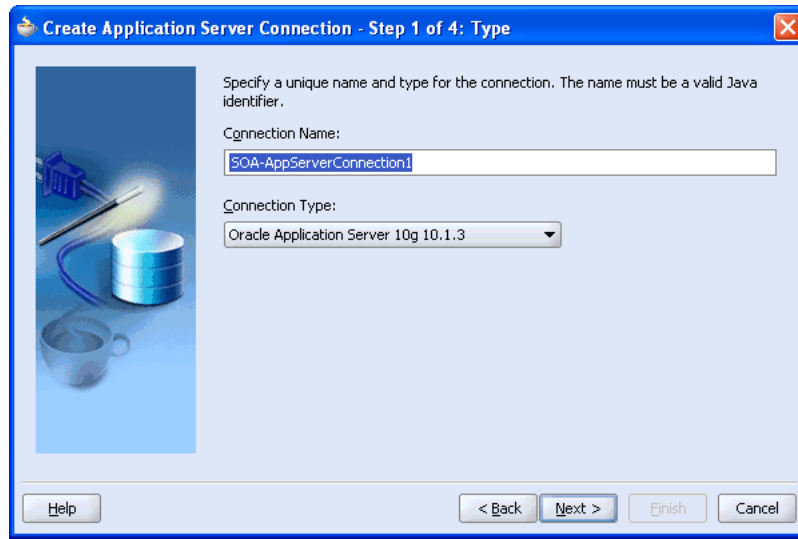 Create Application Server Connection - Step 1 of 4: Type
Specify a unique name and type for the connection. The name must be a valid Java
identifier.
Connection Name:
SOA-AppServerConnection1
Connection Type:
Oracle Application Server 10g 10.1.3
Help
< Back
Next >
Finish
Cancel